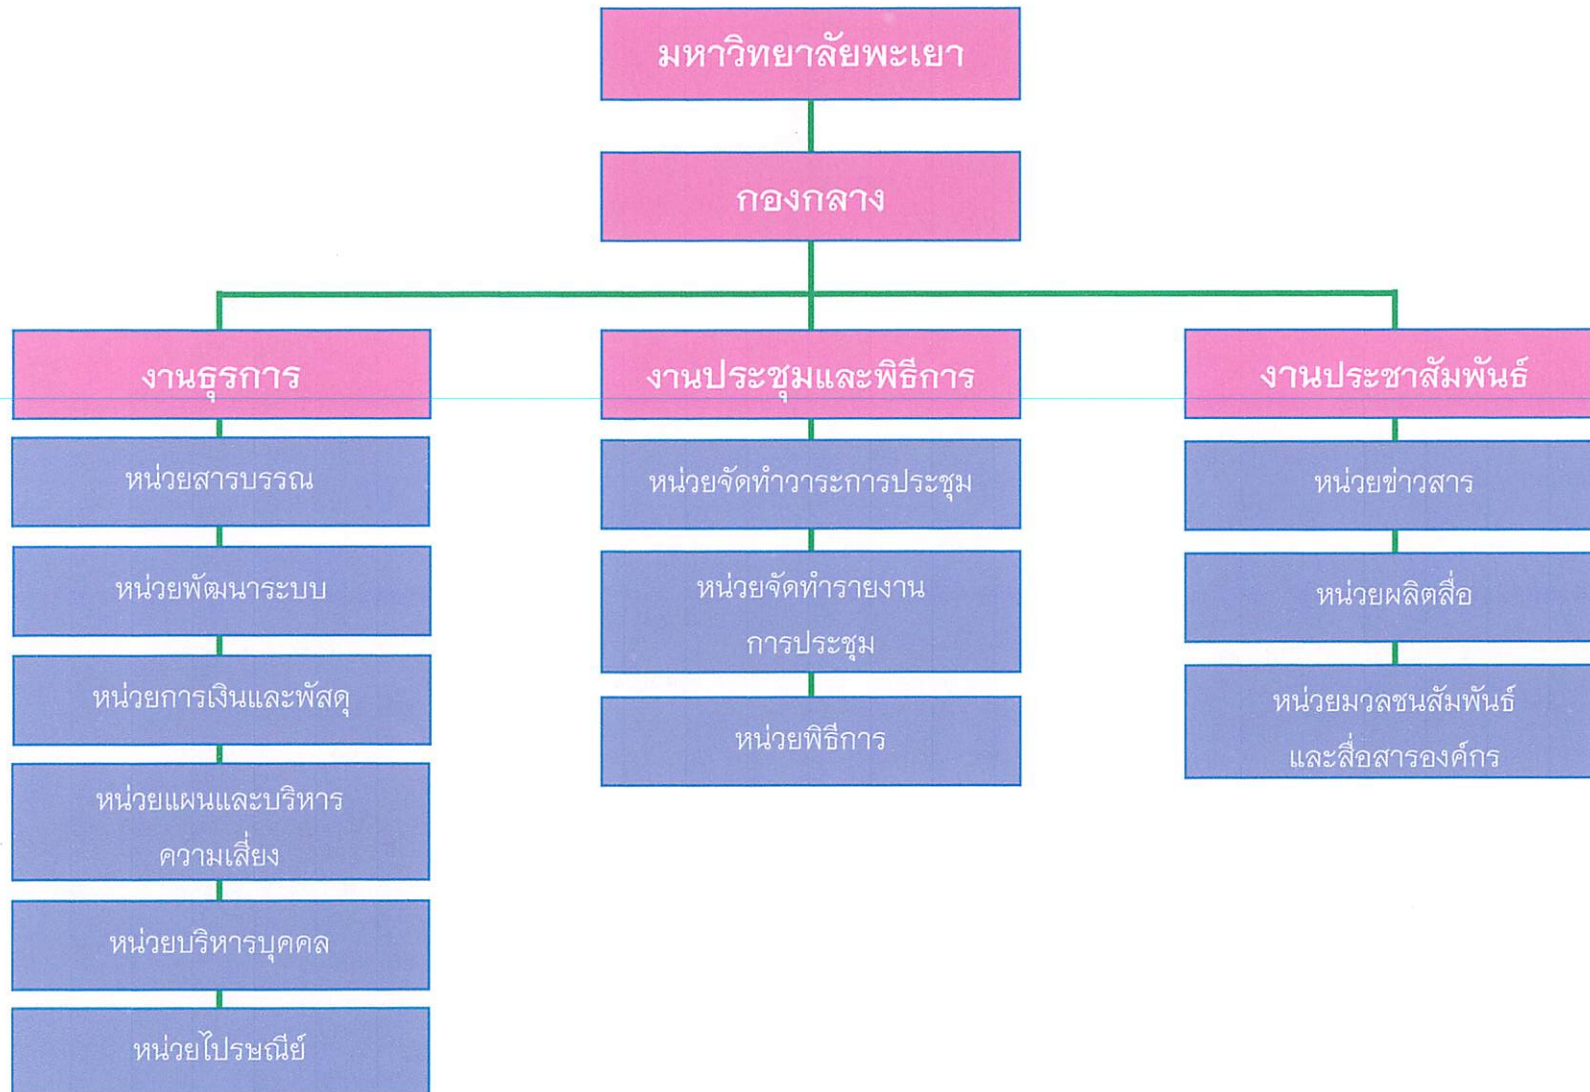 มหาวิทยาลัยพะเยา
กองกลาง
งานธุรการ
หน่วยสารบรรณ
หน่วยพัฒนาระบบ
หน่วยการเงินและพัสดุ
หน่วยแผนและบริหาร
ความเสี่ยง
หน่วยบริหารบุคคล
หน่วยไปรษณีย์
งานประชุมและพิธีการ
หน่วยจัดทำวาระการประชุม
หน่วยจัดทำรายงาน
การประชุม
หน่วยพิธีการ
งานประชาสัมพันธ์
หน่วยข่าวสาร
หน่วยผลิตสื่อ
หน่วยมวลชนสัมพันธ์
และสื่อสารองค์กร